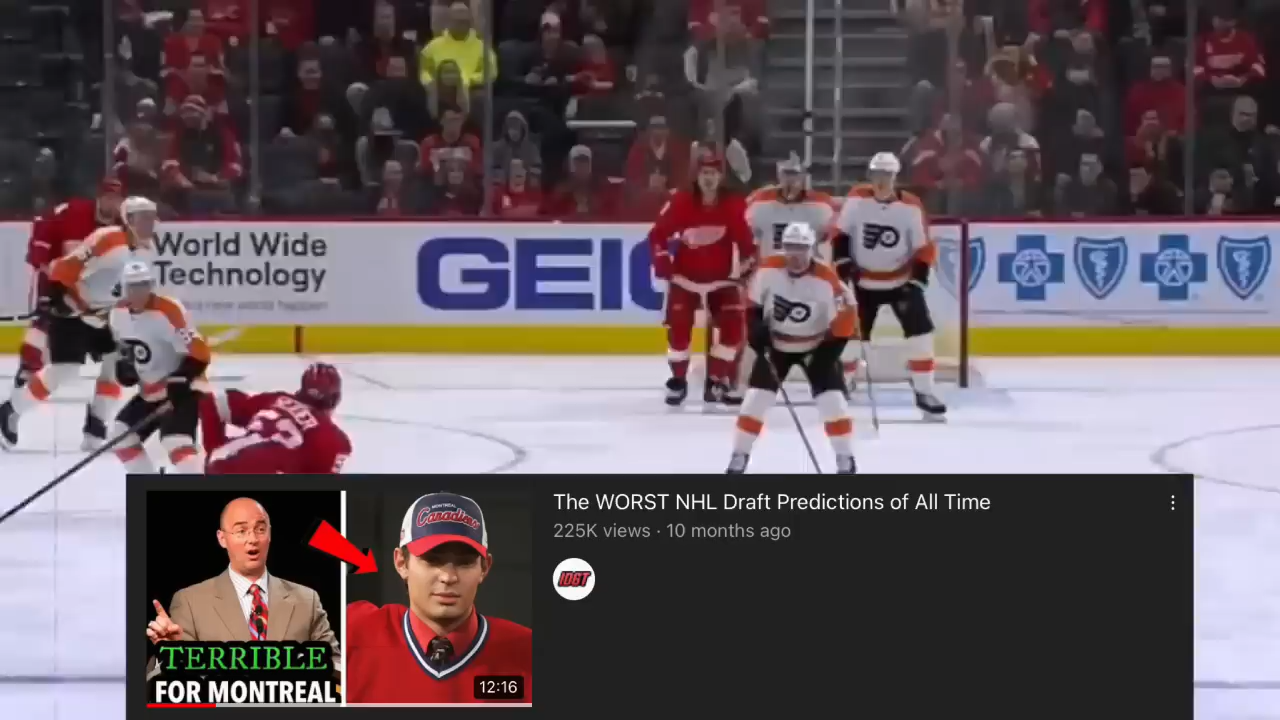 World Wide
Technology
GEIC
The WORST NHL Draft Predictions of All Time
225K views · 10 months ago
IDGT
Canadiens
TERRIBLE
FOR MONTREAL
12:16